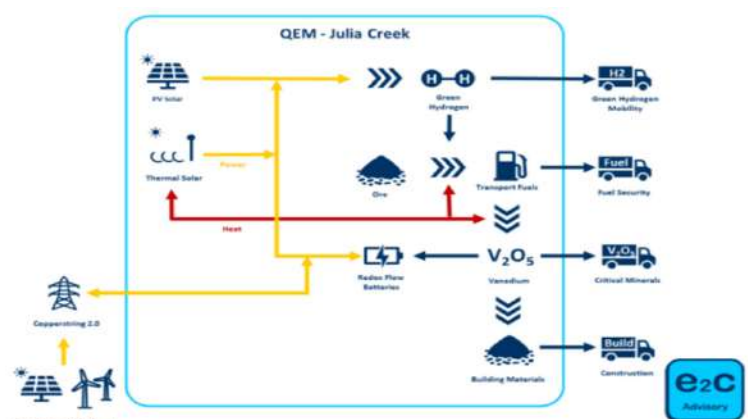 QEM - Julia Creek
PV Solar
H-H
Green
Hydrogen
H2
Green Hydrogen
Mobility
Thermal Solar
Power
Ore
Transport Fuels
Fuel
Fuel Security
Heat
Redox Flow
Batteries
V₂O₅
Vanadium
V₂O₅
Critical Minerals
Copperstring 2.0
Building Materials
Build
Construction
e2c
Advisory